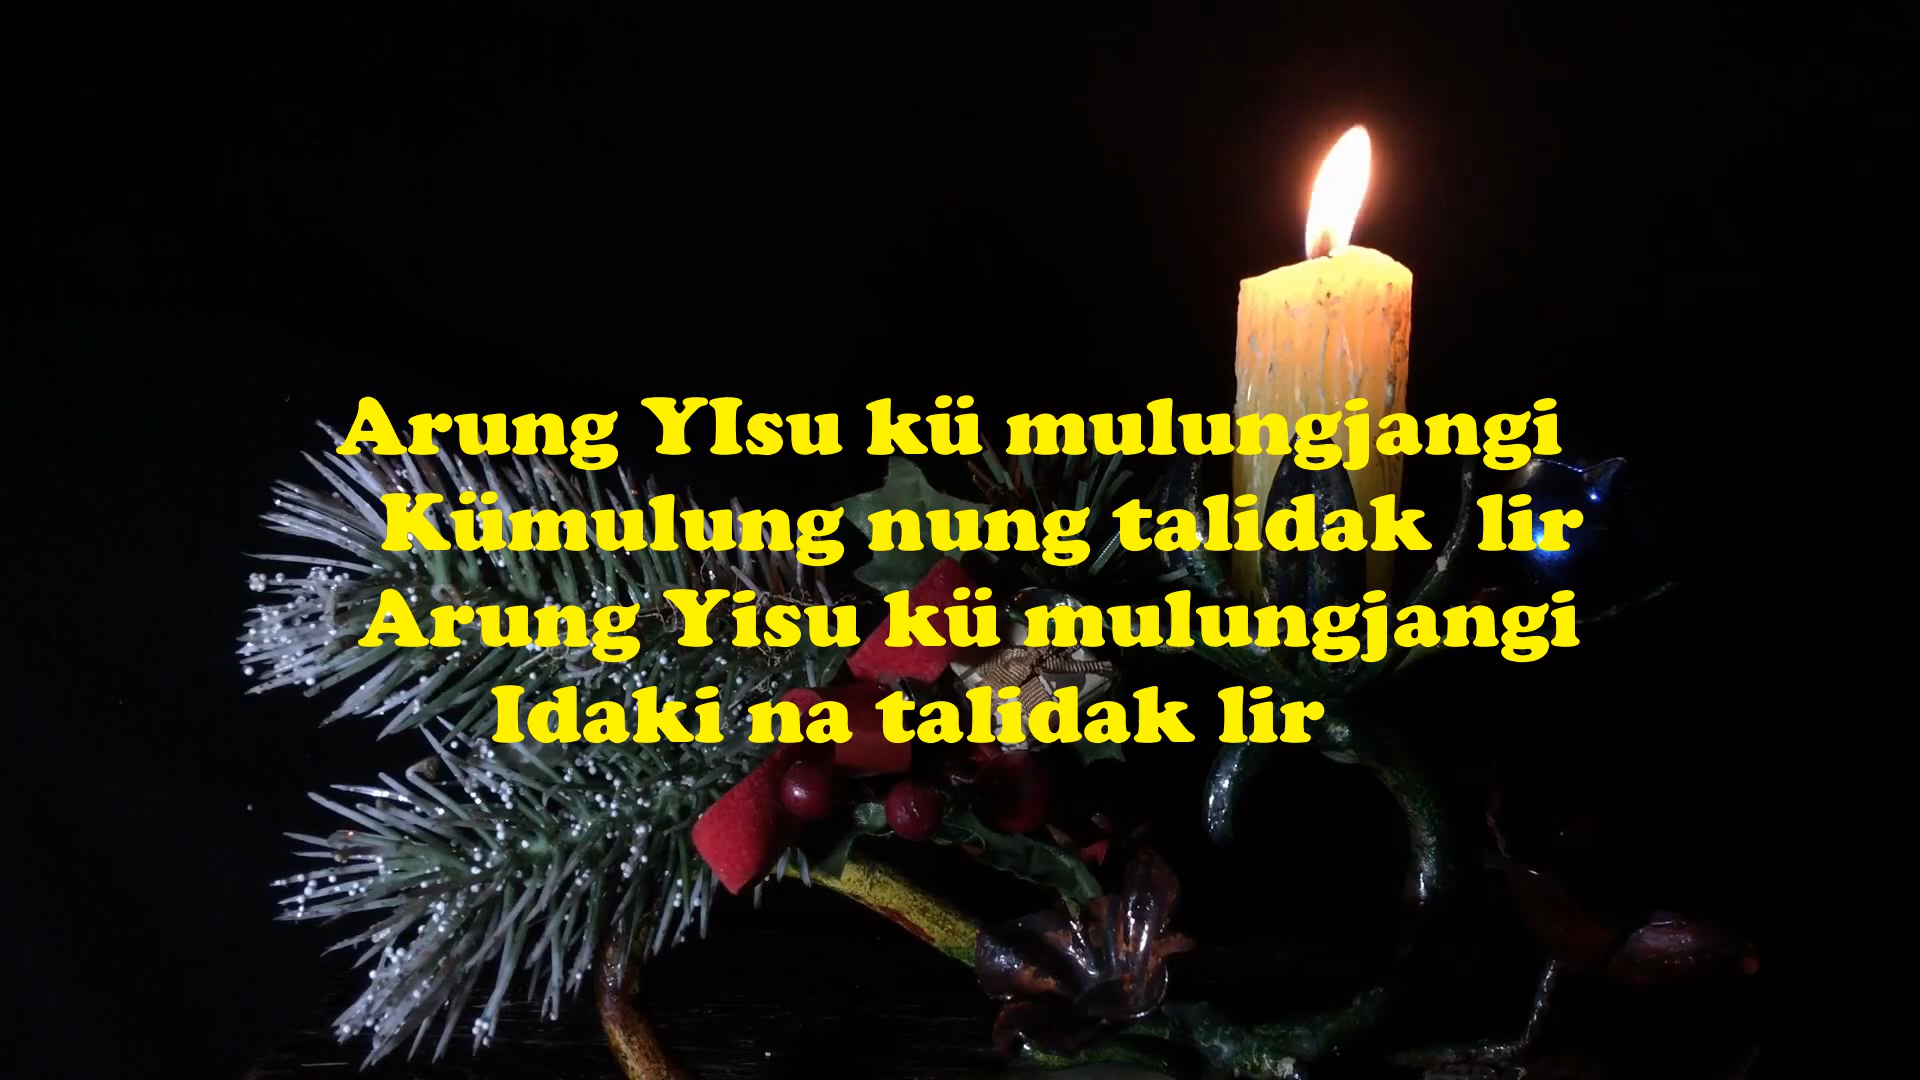 Arung YIsu kü mulungjangi
Kümulung nung talidak lir
Arung Yisu kü mulungjangi
Idaki na talidak lir